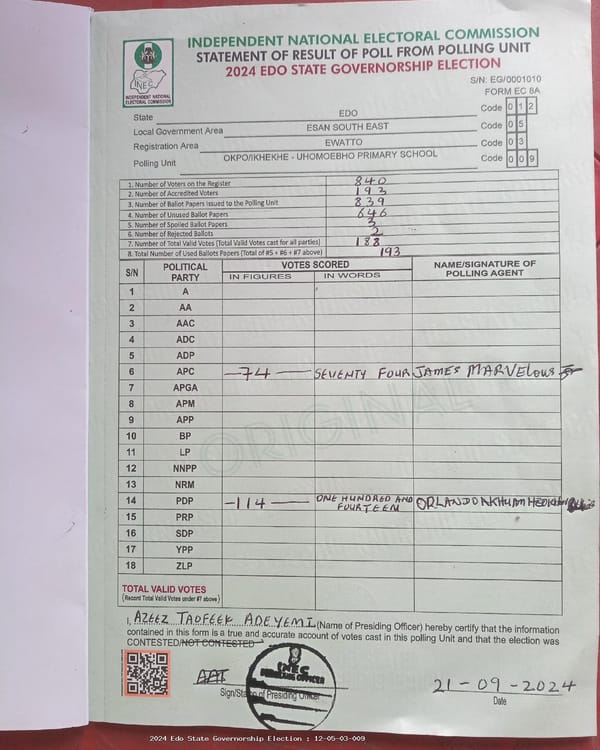 INDEPENDENT NATIONAL ELECTORAL COMMISSION
STATEMENT OF RESULT OF POLL FROM POLLING UNIT
2024 EDO STATE GOVERNORSHIP ELECTION
INEC
INDEPENDENT NATIONAL
ELECTORAL COMMISSION
S/N: EG/0001010
FORM EC 8A
State EDO Code 0 1 2
Local Government Area ESAN SOUTH EAST Code 0 5
Registration Area EWATTO Code 0 3
Polling Unit OKPO/IKHEKHE - UHOMOEBHO PRIMARY SCHOOL Code 0 0 9
1. Number of Voters on the Register 840
2. Number of Accredited Voters 193
3. Number of Ballot Papers Issued to the Polling Unit 839
4. Number of Unused Ballot Papers 646
5. Number of Spoiled Ballot Papers 3
6. Number of Rejected Ballots 2
7. Number of Total Valid Votes (Total Valid Votes cast for all parties) 188
8. Total Number of Used Ballots Papers (Total of #5 + #6 + #7 above) 193
S/N POLITICAL PARTY VOTES SCORED NAME/SIGNATURE OF POLLING AGENT
IN FIGURES IN WORDS
1 A
2 AA
3 AAC
4 ADC
5 ADP
6 APC -74- SEVENTY FOUR JAMES MARVELOUS
7 APGA
8 APM
9 APP
10 BP
11 LP
12 NNPP
13 NRM
14 PDP -114- ONE HUNDRED AND FOURTEEN
15 PRP
16 SDP
17 YPP
18 ZLP
ORIGINAL
TOTAL VALID VOTES
(Record Total Valid Votes under #7 above)
I, AZEEZ TAOFEEK ADEYEMI (Name of Presiding Officer) hereby certify that the information
contained in this form is a true and accurate account of votes cast in this polling Unit and that the election was
CONTESTED/NOT CONTESTED
INEC
PRESIDING OFFICER
Sign/Stamp of Presiding Officer
21-09-2024
Date
2024 Edo State Governorship Election : 12-05-03-009